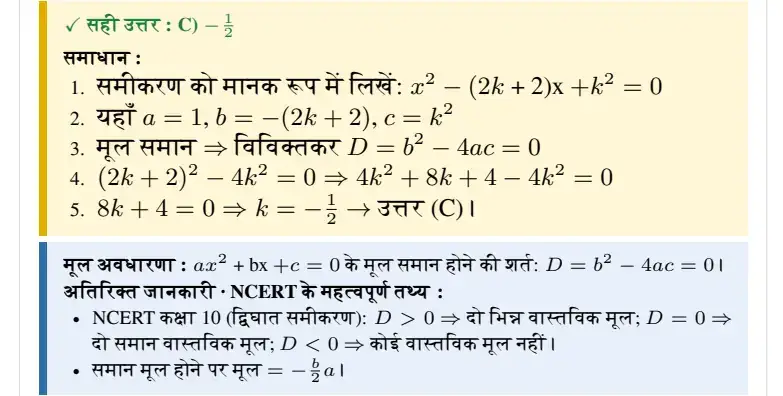 ✓ सही उत्तर : C) − 1/2
समाधान :
1. समीकरण को मानक रूप में लिखें: x² − (2k + 2)x +k² = 0
2. यहाँ a = 1, b = −(2k + 2), c = k²
3. मूल समान ⇒ विविक्तकर D = b² − 4ac = 0
4. (2k + 2)² − 4k² = 0 ⇒ 4k² + 8k + 4 − 4k² = 0
5. 8k + 4 = 0 ⇒ k = −1/2 → उत्तर (C)।
मूल अवधारणा : ax² + bx +c = 0 के मूल समान होने की शर्त: D = b² − 4ac = 0।
अतिरिक्त जानकारी · NCERT के महत्वपूर्ण तथ्य :
• NCERT कक्षा 10 (द्विघात समीकरण): D > 0 ⇒ दो भिन्न वास्तविक मूल; D = 0 ⇒
दो समान वास्तविक मूल; D < 0 ⇒ कोई वास्तविक मूल नहीं।
• समान मूल होने पर मूल = −b/2 a।